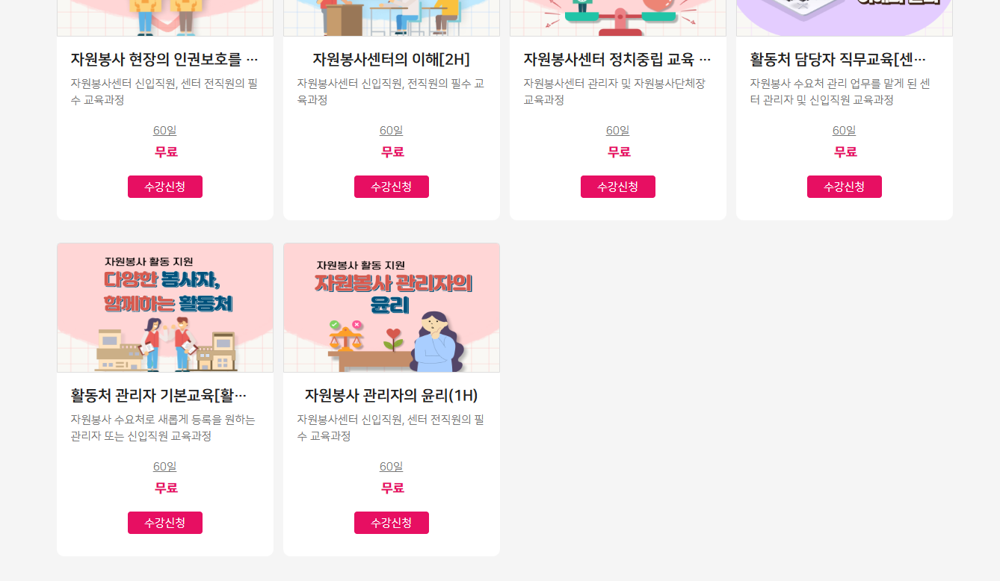 자원봉사 현장의 인권보호를 ···
자원봉사센터 신입직원, 센터 전직원의 필
수 교육과정
60일
무료
수강신청
자원봉사센터의 이해[2H]
자원봉사센터 신입직원, 전직원의 필수 교
육과정
60일
무료
수강신청
자원봉사센터 정치중립 교육 ···
자원봉사센터 관리자 및 자원봉사단체장
교육과정
60일
무료
수강신청
활동처 담당자 직무교육[센···
자원봉사 수요처 관리 업무를 맡게 된 센
터 관리자 및 신입직원 교육과정
60일
무료
수강신청
자원봉사 활동 지원
다양한 봉사자,
함께하는 활동처
활동처 관리자 기본교육[활···
자원봉사 수요처로 새롭게 등록을 원하는
관리자 또는 신입직원 교육과정
60일
무료
수강신청
자원봉사 활동 지원
자원봉사 관리자의
윤리
자원봉사 관리자의 윤리(1H)
자원봉사센터 신입직원, 센터 전직원의 필
수 교육과정
60일
무료
수강신청